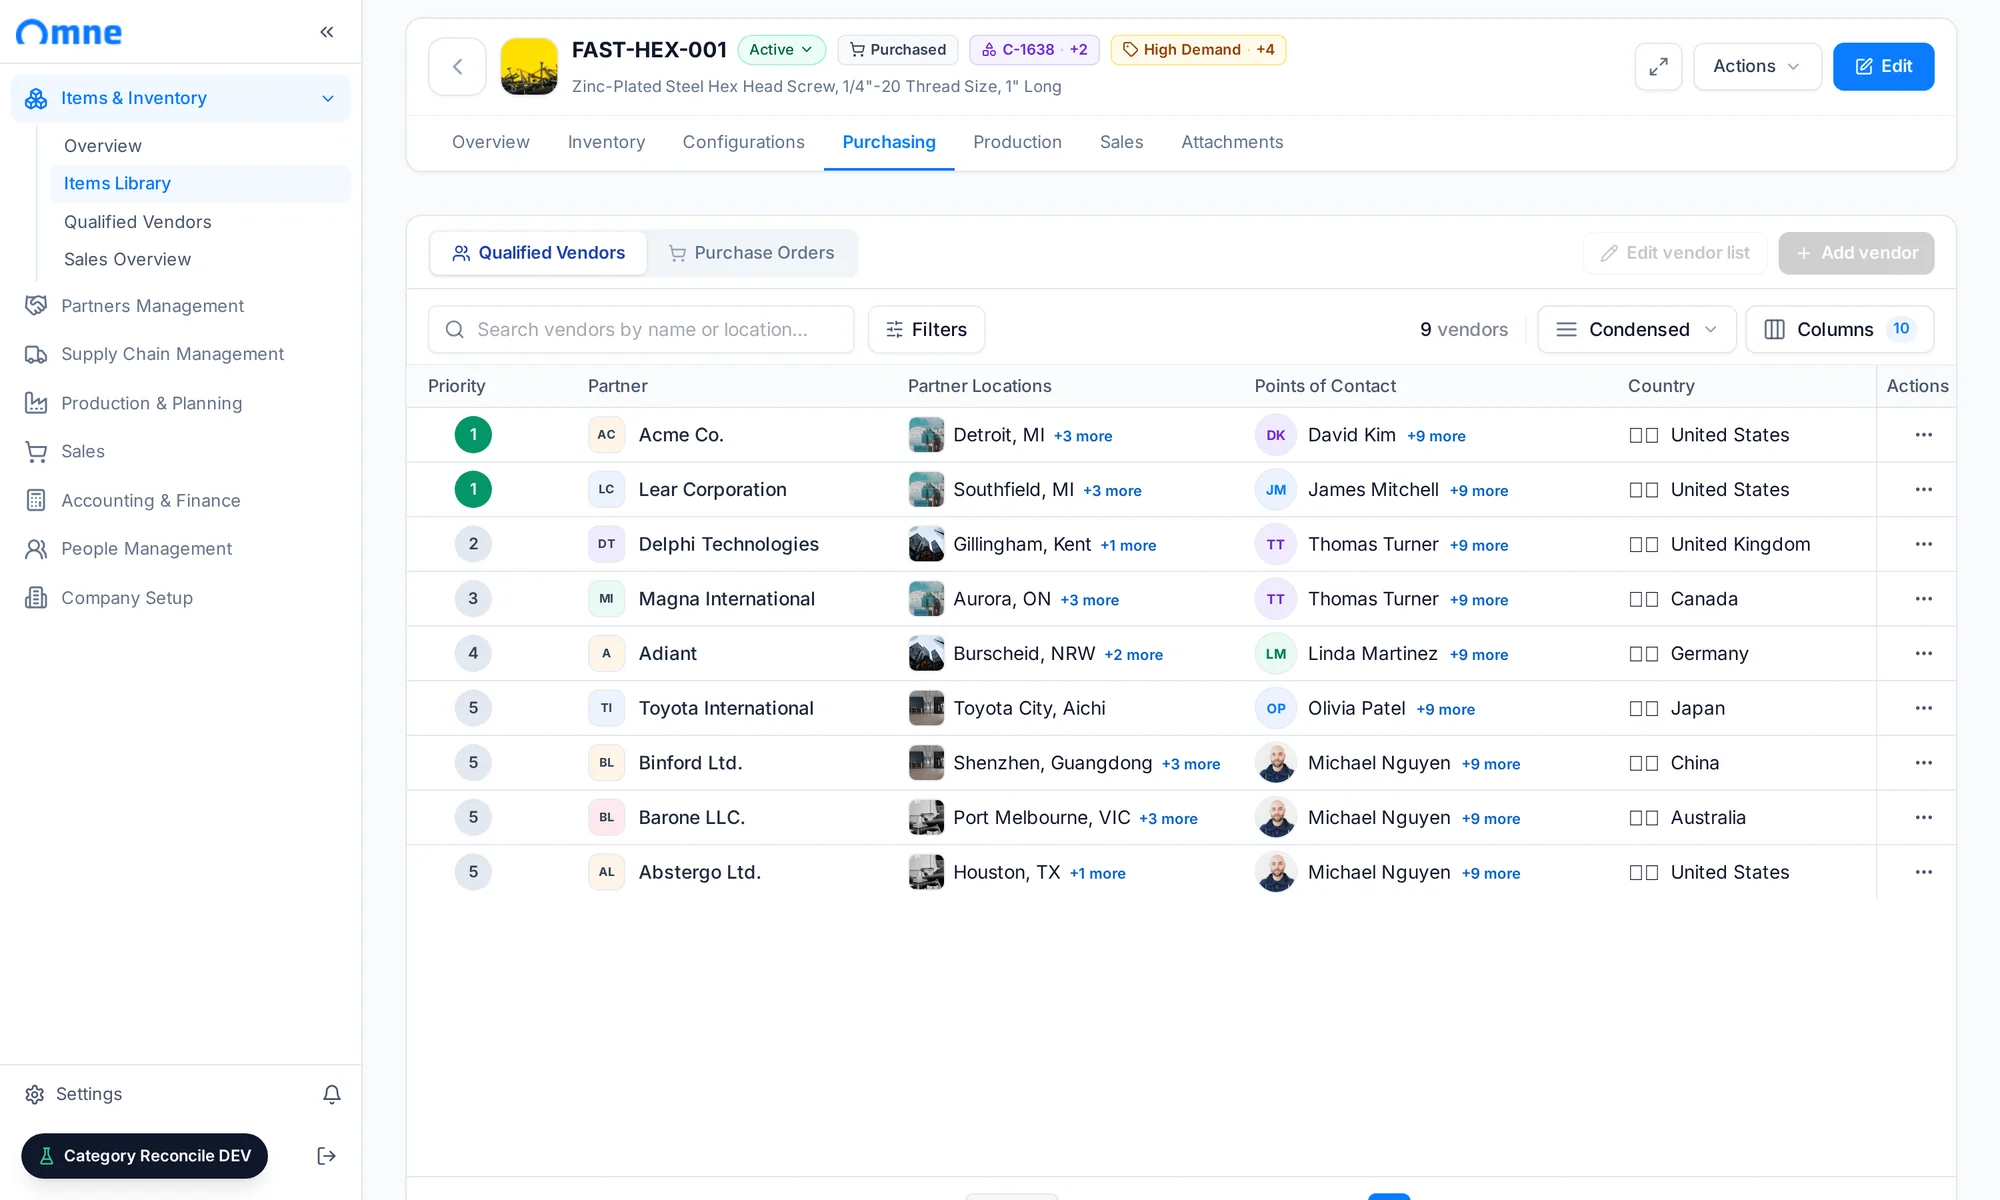 Omne
Items & Inventory
Overview
Items Library
Qualified Vendors
Sales Overview
Partners Management
Supply Chain Management
Production & Planning
Sales
Accounting & Finance
People Management
Company Setup
Settings
Category Reconcile DEV
FAST-HEX-001 Active Purchased C-1638 · +2 High Demand · +4
Zinc-Plated Steel Hex Head Screw, 1/4"-20 Thread Size, 1" Long
Actions Edit
Overview Inventory Configurations Purchasing Production Sales Attachments
Qualified Vendors Purchase Orders Edit vendor list + Add vendor
Search vendors by name or location... Filters 9 vendors Condensed Columns 10
Priority Partner Partner Locations Points of Contact Country Actions
1 AC Acme Co. Detroit, MI +3 more DK David Kim +9 more United States
1 LC Lear Corporation Southfield, MI +3 more JM James Mitchell +9 more United States
2 DT Delphi Technologies Gillingham, Kent +1 more TT Thomas Turner +9 more United Kingdom
3 MI Magna International Aurora, ON +3 more TT Thomas Turner +9 more Canada
4 A Adiant Burscheid, NRW +2 more LM Linda Martinez +9 more Germany
5 TI Toyota International Toyota City, Aichi OP Olivia Patel +9 more Japan
5 BL Binford Ltd. Shenzhen, Guangdong +3 more Michael Nguyen +9 more China
5 BL Barone LLC. Port Melbourne, VIC +3 more Michael Nguyen +9 more Australia
5 AL Abstergo Ltd. Houston, TX +1 more Michael Nguyen +9 more United States